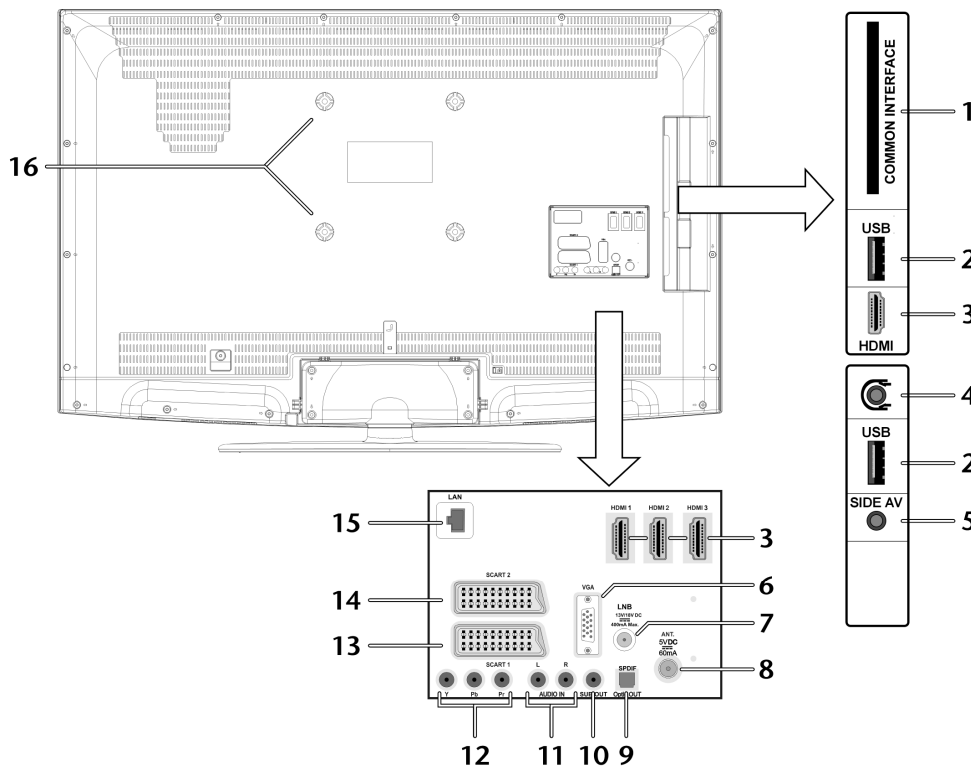 16
COMMON INTERFACE
1
USB
2
HDMI
3
4
USB
2
SIDE AV
5
LAN
15
HDMI 1 HDMI 2 HDMI 3
3
SCART 2
14
VGA
6
LNB
13V/18V DC
400mA Max.
7
13
ANT.
5VDC
60mA
8
SCART 1
L R
SPDIF
Y Pb Pr
AUDIO IN
SUB OUT
Opt. OUT
12 11 10 9